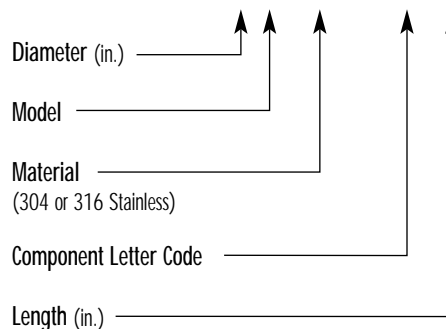 Diameter (in.)
Model
Material
(304 or 316 Stainless)
Component Letter Code
Length (in.)